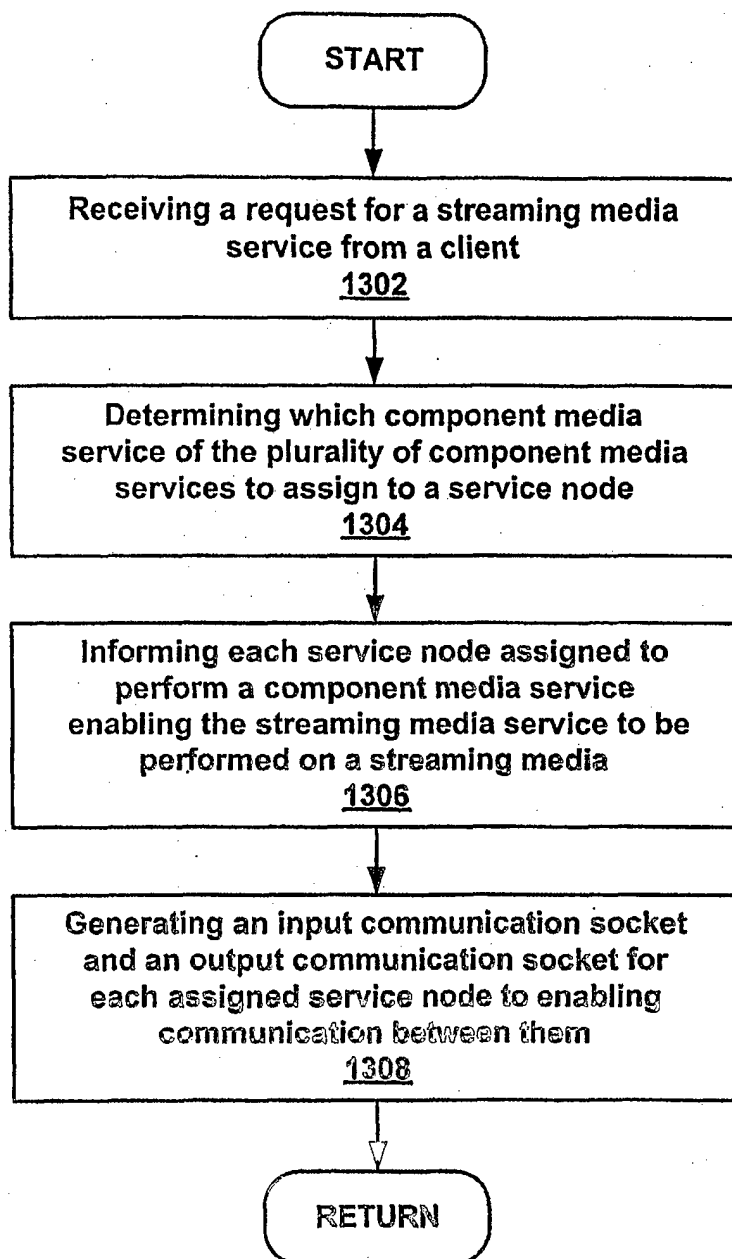 START
Receiving a request for a streaming media
service from a client
1302
Determining which component media
service of the plurality of component media
services to assign to a service node
1304
Informing each service node assigned to
perform a component media service
enabling the streaming media service to be
performed on a streaming media
1306
Generating an input communication socket
and an output communication socket for
each assigned service node to enabling
communication between them
1308
RETURN